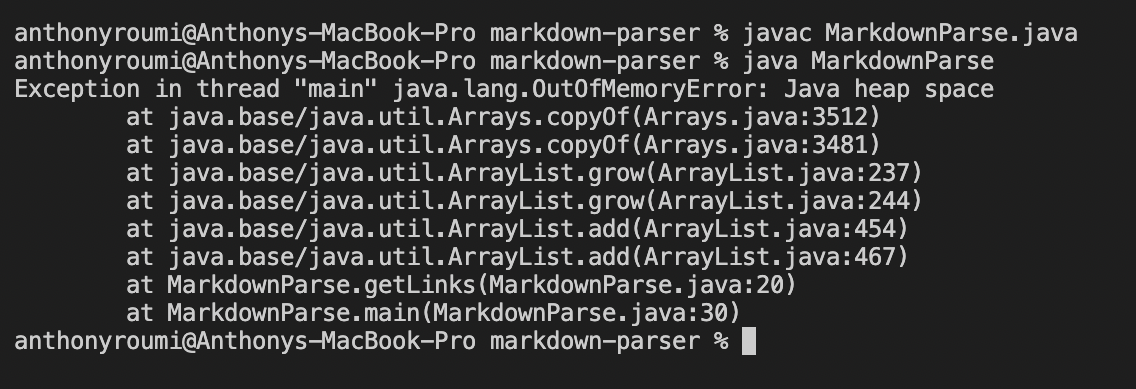 anthonyroumi@Anthonys-MacBook-Pro markdown-parser % javac MarkdownParse.java
anthonyroumi@Anthonys-MacBook-Pro markdown-parser % java MarkdownParse
Exception in thread "main" java.lang.OutOfMemoryError: Java heap space
        at java.base/java.util.Arrays.copyOf(Arrays.java:3512)
        at java.base/java.util.Arrays.copyOf(Arrays.java:3481)
        at java.base/java.util.ArrayList.grow(ArrayList.java:237)
        at java.base/java.util.ArrayList.grow(ArrayList.java:244)
        at java.base/java.util.ArrayList.add(ArrayList.java:454)
        at java.base/java.util.ArrayList.add(ArrayList.java:467)
        at MarkdownParse.getLinks(MarkdownParse.java:20)
        at MarkdownParse.main(MarkdownParse.java:30)
anthonyroumi@Anthonys-MacBook-Pro markdown-parser %